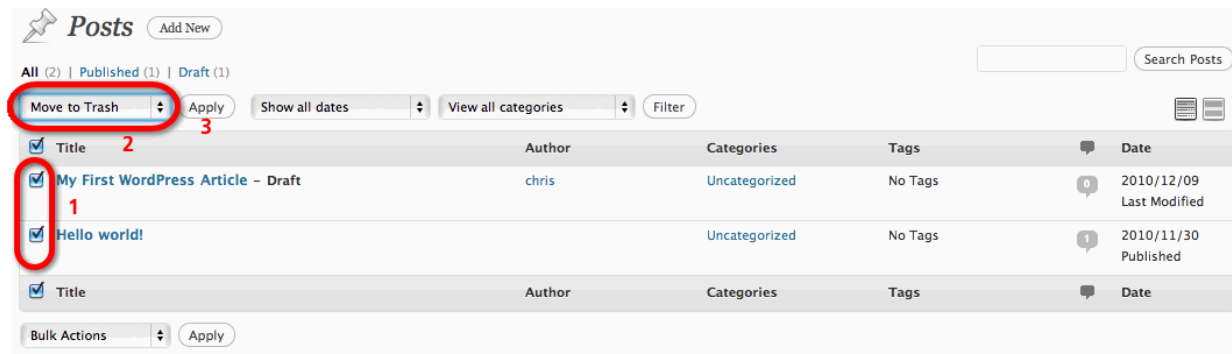 Posts Add New
Search Posts
All (2) | Published (1) | Draft (1)
Move to Trash Apply Show all dates View all categories Filter
2 3
Title Author Categories Tags Date
My First WordPress Article – Draft chris Uncategorized No Tags 0 2010/12/09
Last Modified
1
Hello world! Uncategorized No Tags 1 2010/11/30
Published
Title Author Categories Tags Date
Bulk Actions Apply